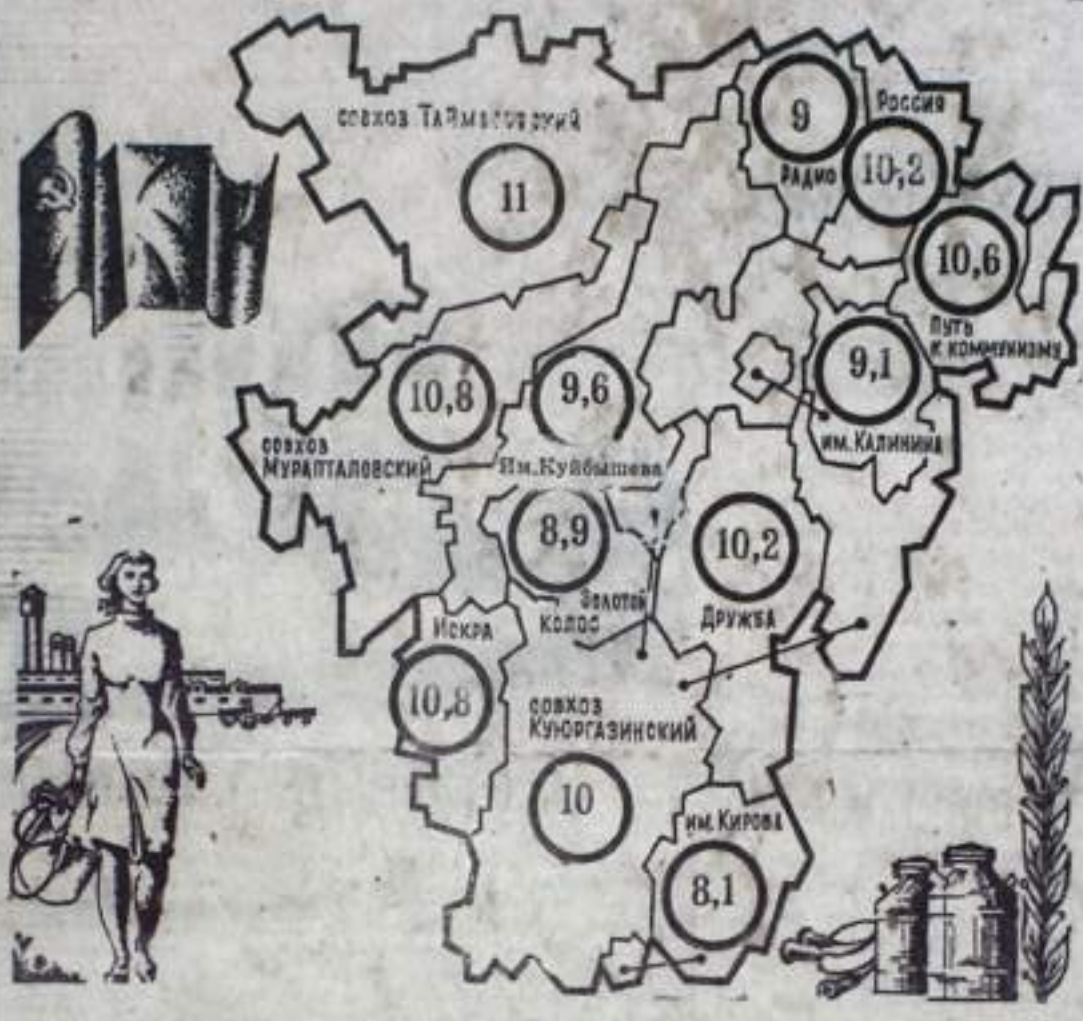 совхоз Таймасовский
11
9
Радио
Россия
10,2
10,6
Путь
к коммунизму
9,1
им. Калинина
10,8
совхоз
Мурапталовский
9,6
Им. Куйбышева
8,9
Золотой
колос
10,2
Дружба
Искра
10,8
совхоз
Куюргазинский
10
им. Кирова
8,1